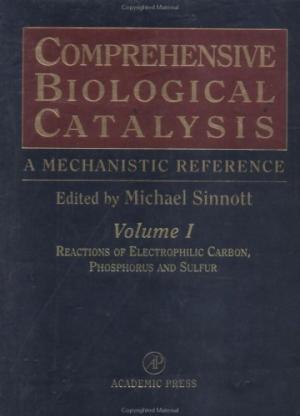 COMPREHENSIVE
BIOLOGICAL
CATALYSIS
A MECHANISTIC REFERENCE
Edited by Michael Sinnott
Volume I
REACTIONS OF ELECTROPHILIC CARBON,
PHOSPHORUS AND SULFUR
AP
ACADEMIC PRESS